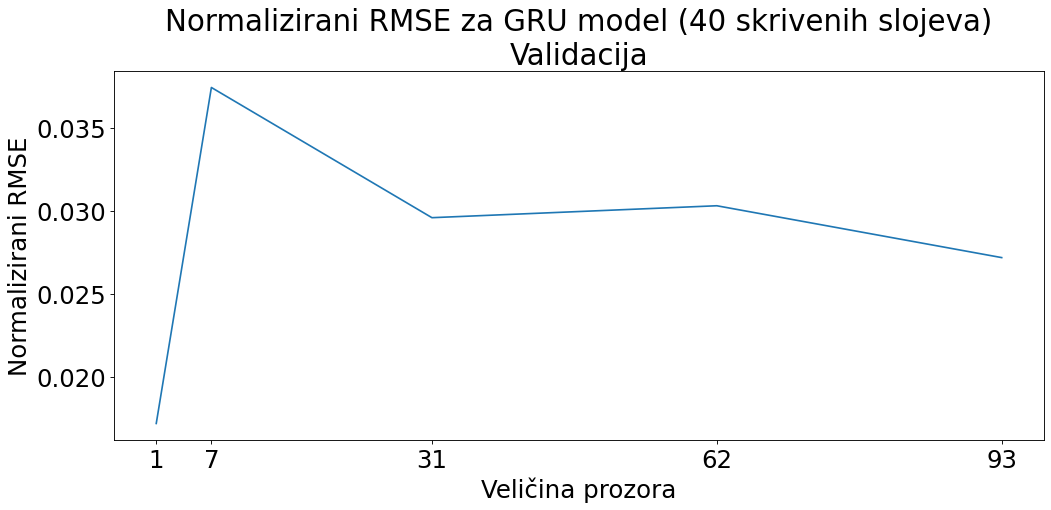 Normalizirani RMSE za GRU model (40 skrivenih slojeva)
Validacija
Normalizirani RMSE
0.035
0.030
0.025
0.020
1 7 31 62 93
Veličina prozora